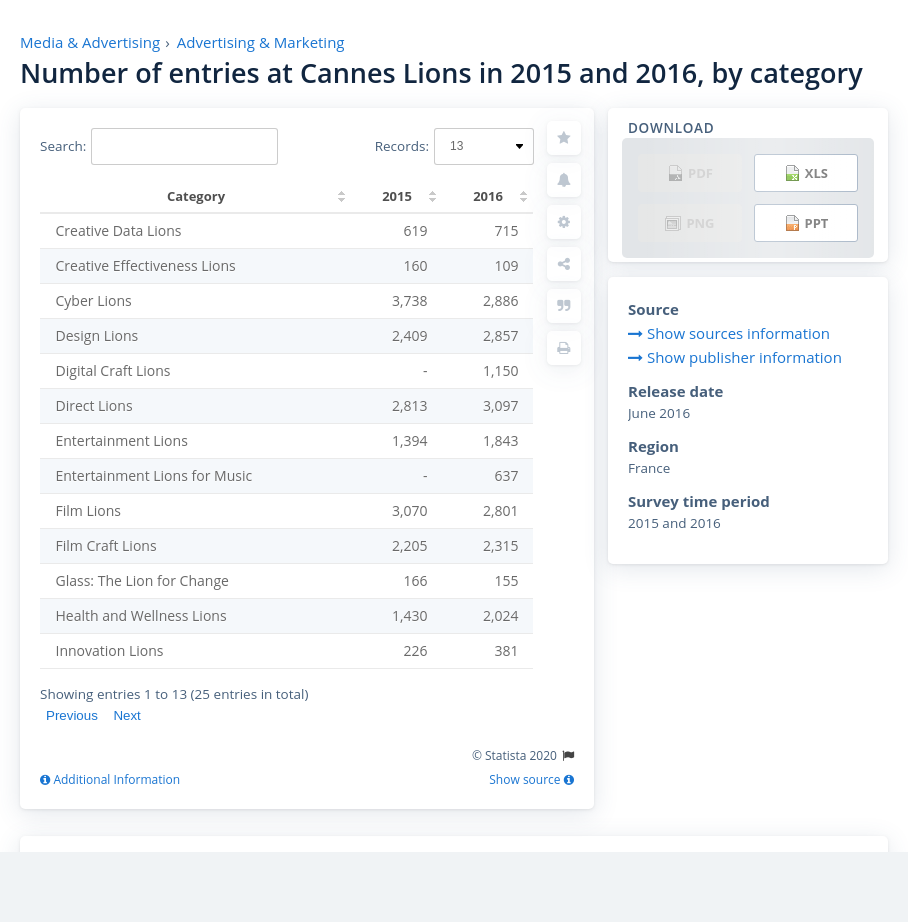 Media & Advertising › Advertising & Marketing
Number of entries at Cannes Lions in 2015 and 2016, by category
Search:
Records: 13
Category 2015 2016
Creative Data Lions 619 715
Creative Effectiveness Lions 160 109
Cyber Lions 3,738 2,886
Design Lions 2,409 2,857
Digital Craft Lions - 1,150
Direct Lions 2,813 3,097
Entertainment Lions 1,394 1,843
Entertainment Lions for Music - 637
Film Lions 3,070 2,801
Film Craft Lions 2,205 2,315
Glass: The Lion for Change 166 155
Health and Wellness Lions 1,430 2,024
Innovation Lions 226 381
Showing entries 1 to 13 (25 entries in total)
Previous Next
© Statista 2020
Additional Information Show source
DOWNLOAD
PDF XLS
PNG PPT
Source
Show sources information
Show publisher information
Release date
June 2016
Region
France
Survey time period
2015 and 2016